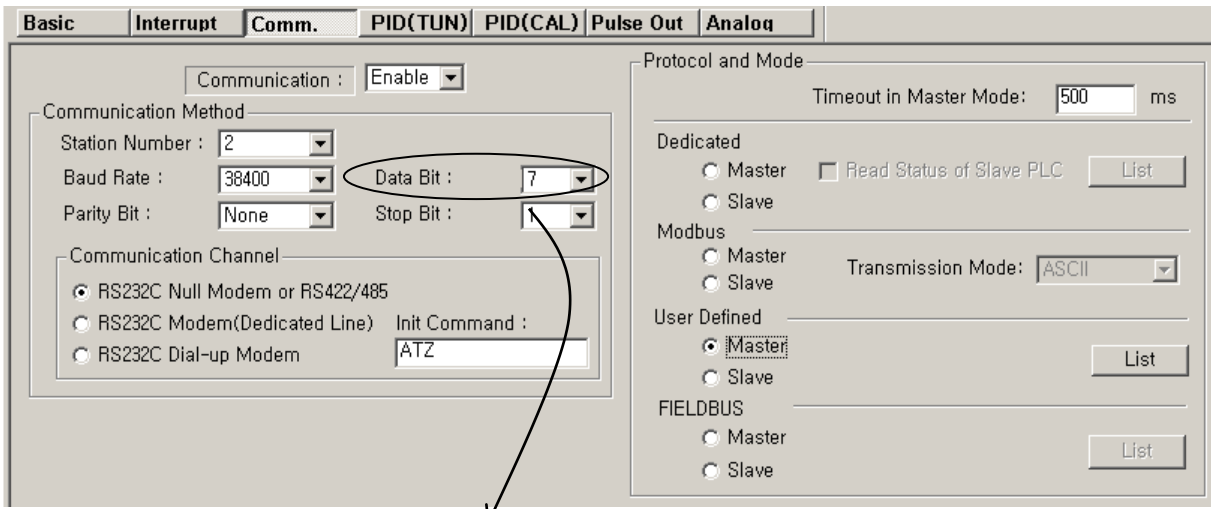 Basic Interrupt Comm. PID(TUN) PID(CAL) Pulse Out Analog
Communication : Enable
Communication Method
Station Number : 2
Baud Rate : 38400 Data Bit : 7
Parity Bit : None Stop Bit : 1
Communication Channel
RS232C Null Modem or RS422/485
RS232C Modem(Dedicated Line) Init Command :
RS232C Dial-up Modem ATZ
Protocol and Mode
Timeout in Master Mode: 500 ms
Dedicated
Master Read Status of Slave PLC List
Slave
Modbus
Master Transmission Mode: ASCII
Slave
User Defined
Master List
Slave
FIELDBUS
Master List
Slave